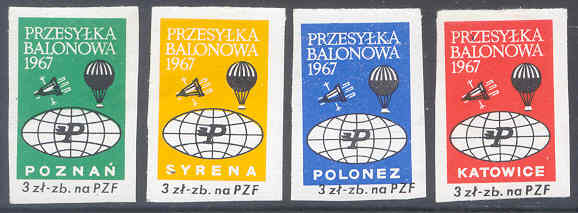 PRZESYŁKA
BALONOWA
1967
P
POZNAŃ
3 zł-zb. na PZF
PRZESYŁKA
BALONOWA
1967
P
SYRENA
3 zł-zb. na PZF
PRZESYŁKA
BALONOWA
1967
P
POLONEZ
3 zł-zb. na PZF
PRZESYŁKA
BALONOWA
1967
P
KATOWICE
3 zł-zb. na PZF